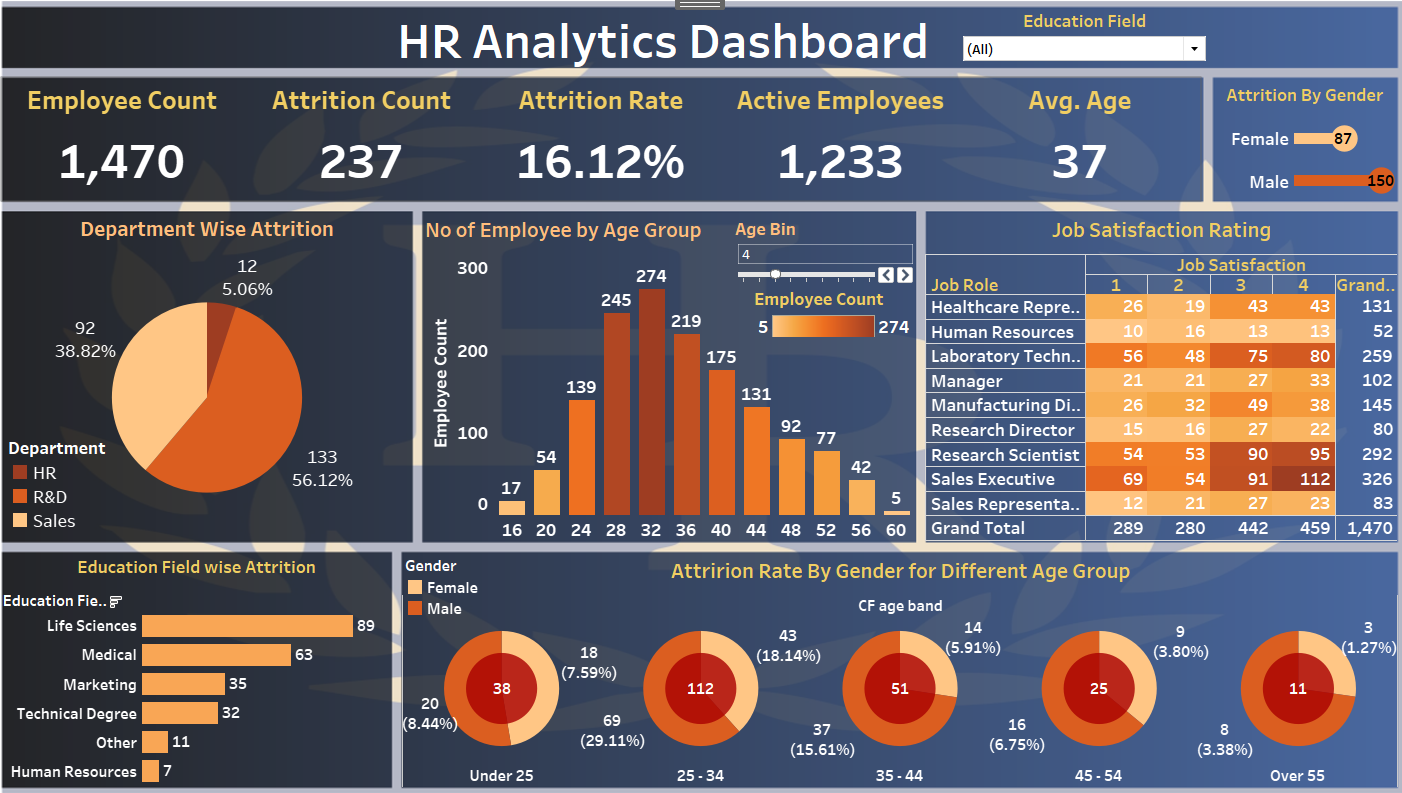 HR Analytics Dashboard
Education Field
(All)
Employee Count
1,470
Attrition Count
237
Attrition Rate
16.12%
Active Employees
1,233
Avg. Age
37
Attrition By Gender
Female 87
Male 150
Department Wise Attrition
12
5.06%
92
38.82%
133
56.12%
Department
HR
R&D
Sales
No of Employee by Age Group
Age Bin
4
Employee Count
5 274
Employee Count
300
200
100
0
17
54
139
245
274
219
175
131
92
77
42
5
16 20 24 28 32 36 40 44 48 52 56 60
Job Satisfaction Rating
Job Satisfaction
Job Role 1 2 3 4 Grand..
Healthcare Repre.. 26 19 43 43 131
Human Resources 10 16 13 13 52
Laboratory Techn.. 56 48 75 80 259
Manager 21 21 27 33 102
Manufacturing Di.. 26 32 49 38 145
Research Director 15 16 27 22 80
Research Scientist 54 53 90 95 292
Sales Executive 69 54 91 112 326
Sales Representa.. 12 21 27 23 83
Grand Total 289 280 442 459 1,470
Education Field wise Attrition
Education Fie..
Life Sciences 89
Medical 63
Marketing 35
Technical Degree 32
Other 11
Human Resources 7
Gender
Female
Male
Attririon Rate By Gender for Different Age Group
CF age band
38
18
(7.59%)
20
(8.44%)
Under 25
112
43
(18.14%)
69
(29.11%)
25 - 34
51
14
(5.91%)
37
(15.61%)
35 - 44
25
9
(3.80%)
16
(6.75%)
45 - 54
11
3
(1.27%)
8
(3.38%)
Over 55